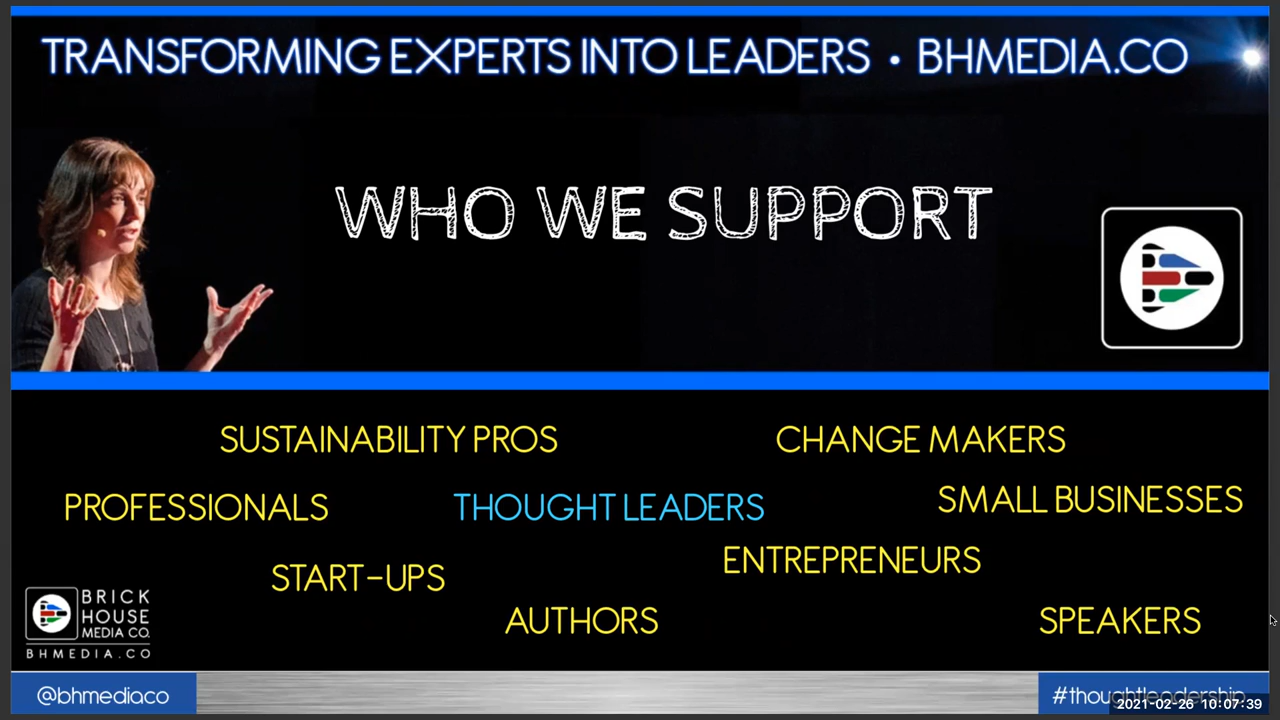 TRANSFORMING EXPERTS INTO LEADERS • BHMEDIA.CO
WHO WE SUPPORT
SUSTAINABILITY PROS
CHANGE MAKERS
PROFESSIONALS
THOUGHT LEADERS
SMALL BUSINESSES
START-UPS
ENTREPRENEURS
AUTHORS
SPEAKERS
BRICK
HOUSE
MEDIA CO.
BHMEDIA.CO
@bhmediaco
#thoughtleadership
2021-02-26 10:07:39